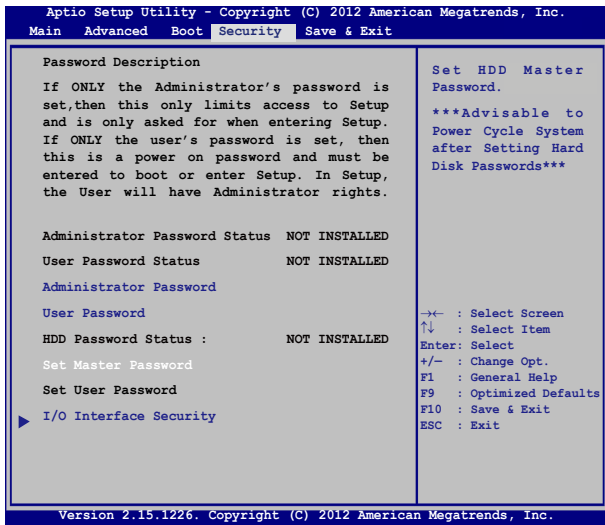 Aptio Setup Utility - Copyright (C) 2012 American Megatrends, Inc.
Main Advanced Boot Security Save & Exit
Password Description
If ONLY the Administrator's password is
set,then this only limits access to Setup
and is only asked for when entering Setup.
If ONLY the user's password is set, then
this is a power on password and must be
entered to boot or enter Setup. In Setup,
the User will have Administrator rights.
Administrator Password Status NOT INSTALLED
User Password Status NOT INSTALLED
Administrator Password
User Password
HDD Password Status : NOT INSTALLED
Set Master Password
Set User Password
I/O Interface Security
Set HDD Master
Password.
***Advisable to
Power Cycle System
after Setting Hard
Disk Passwords***
→← : Select Screen
↑↓ : Select Item
Enter: Select
+/— : Change Opt.
F1 : General Help
F9 : Optimized Defaults
F10 : Save & Exit
ESC : Exit
Version 2.15.1226. Copyright (C) 2012 American Megatrends, Inc.